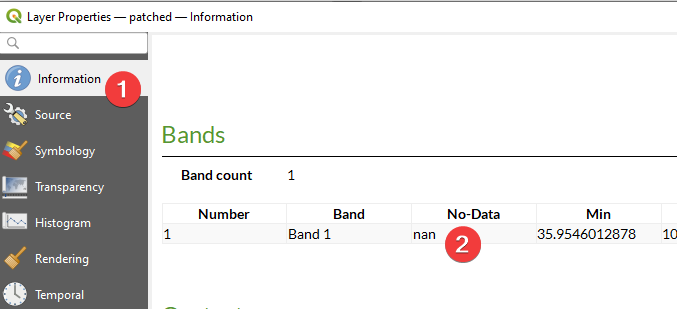 Layer Properties — patched — Information
Information
1
Source
Symbology
Transparency
Histogram
Rendering
Temporal
Bands
Band count 1
Number Band No-Data Min
1 Band 1 nan 35.9546012878 10
2